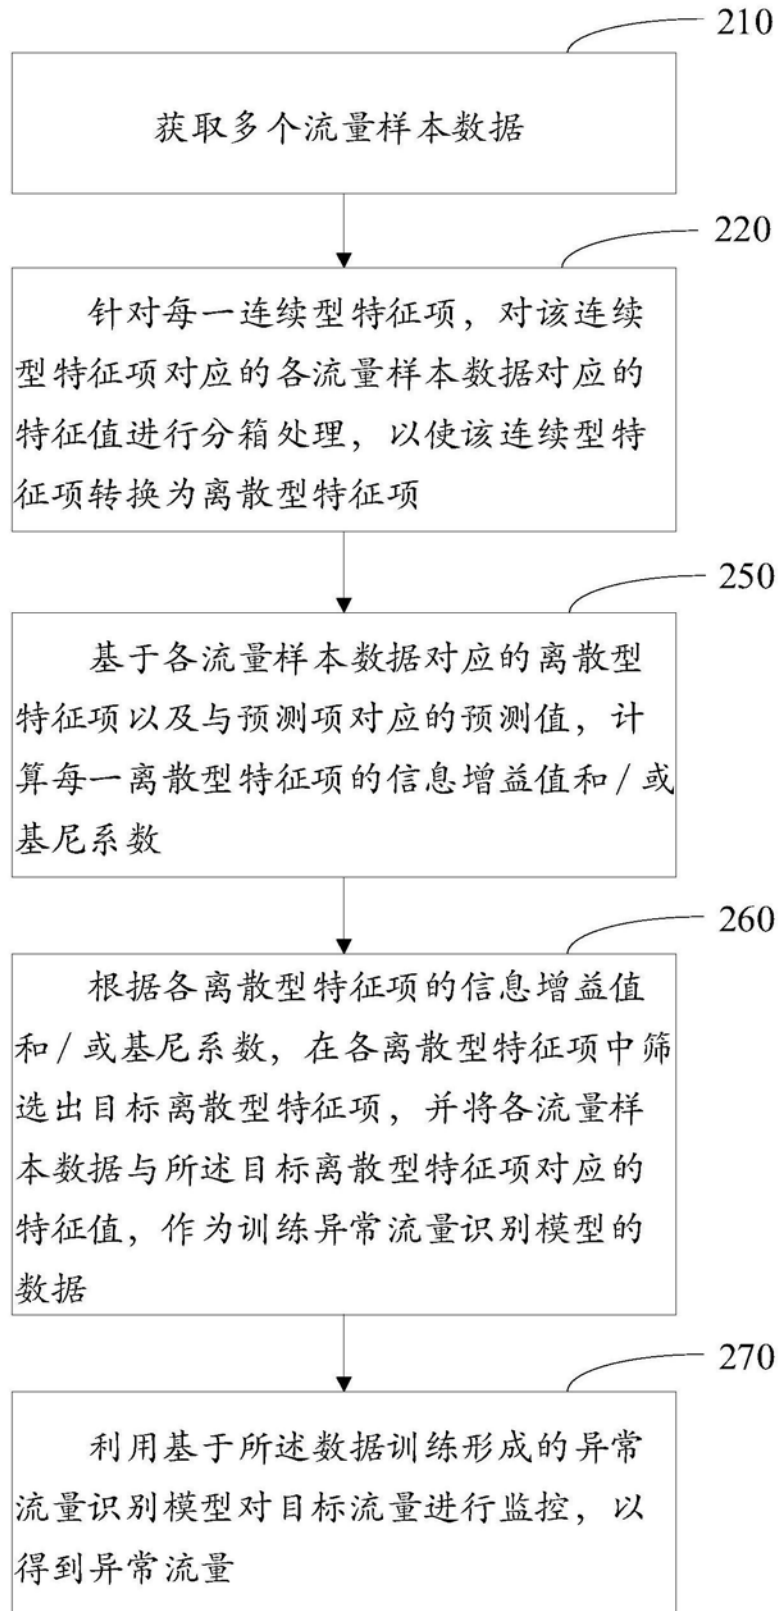 210
获取多个流量样本数据
220
针对每一连续型特征项，对该连续
型特征项对应的各流量样本数据对应的
特征值进行分箱处理，以使该连续型特
征项转换为离散型特征项
250
基于各流量样本数据对应的离散型
特征项以及与预测项对应的预测值，计
算每一离散型特征项的信息增益值和/或
基尼系数
260
根据各离散型特征项的信息增益值
和/或基尼系数，在各离散型特征项中筛
选出目标离散型特征项，并将各流量样
本数据与所述目标离散型特征项对应的
特征值，作为训练异常流量识别模型的
数据
270
利用基于所述数据训练形成的异常
流量识别模型对目标流量进行监控，以
得到异常流量